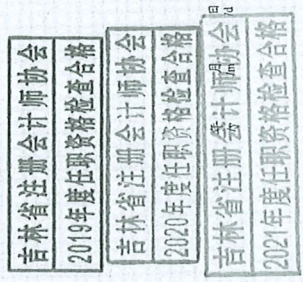 吉林省注册会计师协会
2019年度任职资格检查合格
吉林省注册会计师协会
2020年度任职资格检查合格
吉林省注册会计师协会
2021年度任职资格检查合格
日
/d
月
/m